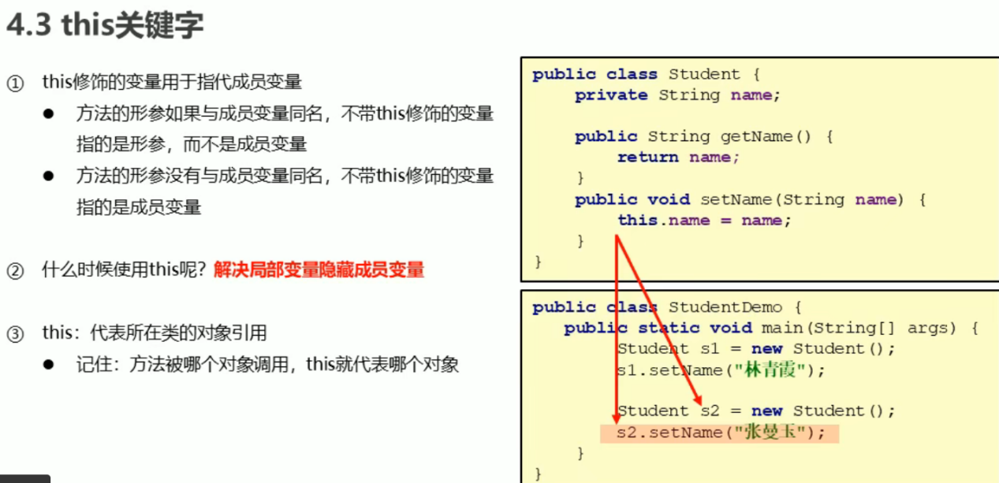 4.3 this关键字
① this修饰的变量用于指代成员变量
● 方法的形参如果与成员变量同名，不带this修饰的变量
指的是形参，而不是成员变量
● 方法的形参没有与成员变量同名，不带this修饰的变量
指的是成员变量
② 什么时候使用this呢？解决局部变量隐藏成员变量
③ this：代表所在类的对象引用
● 记住：方法被哪个对象调用，this就代表哪个对象
public class Student {
private String name;
public String getName() {
return name;
}
public void setName(String name) {
this.name = name;
}
}
public class StudentDemo {
public static void main(String[] args) {
Student s1 = new Student();
s1.setName("林青霞");
Student s2 = new Student();
s2.setName("张曼玉");
}
}